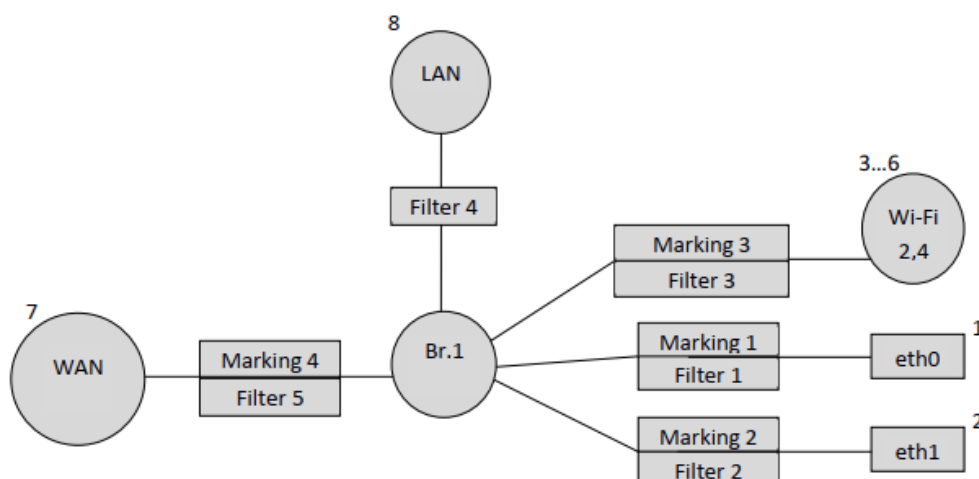 8
LAN
Filter 4
3...6
Wi-Fi
2,4
Marking 3
Filter 3
7
WAN
Marking 4
Filter 5
Br.1
Marking 1
Filter 1
1
eth0
Marking 2
Filter 2
2
eth1